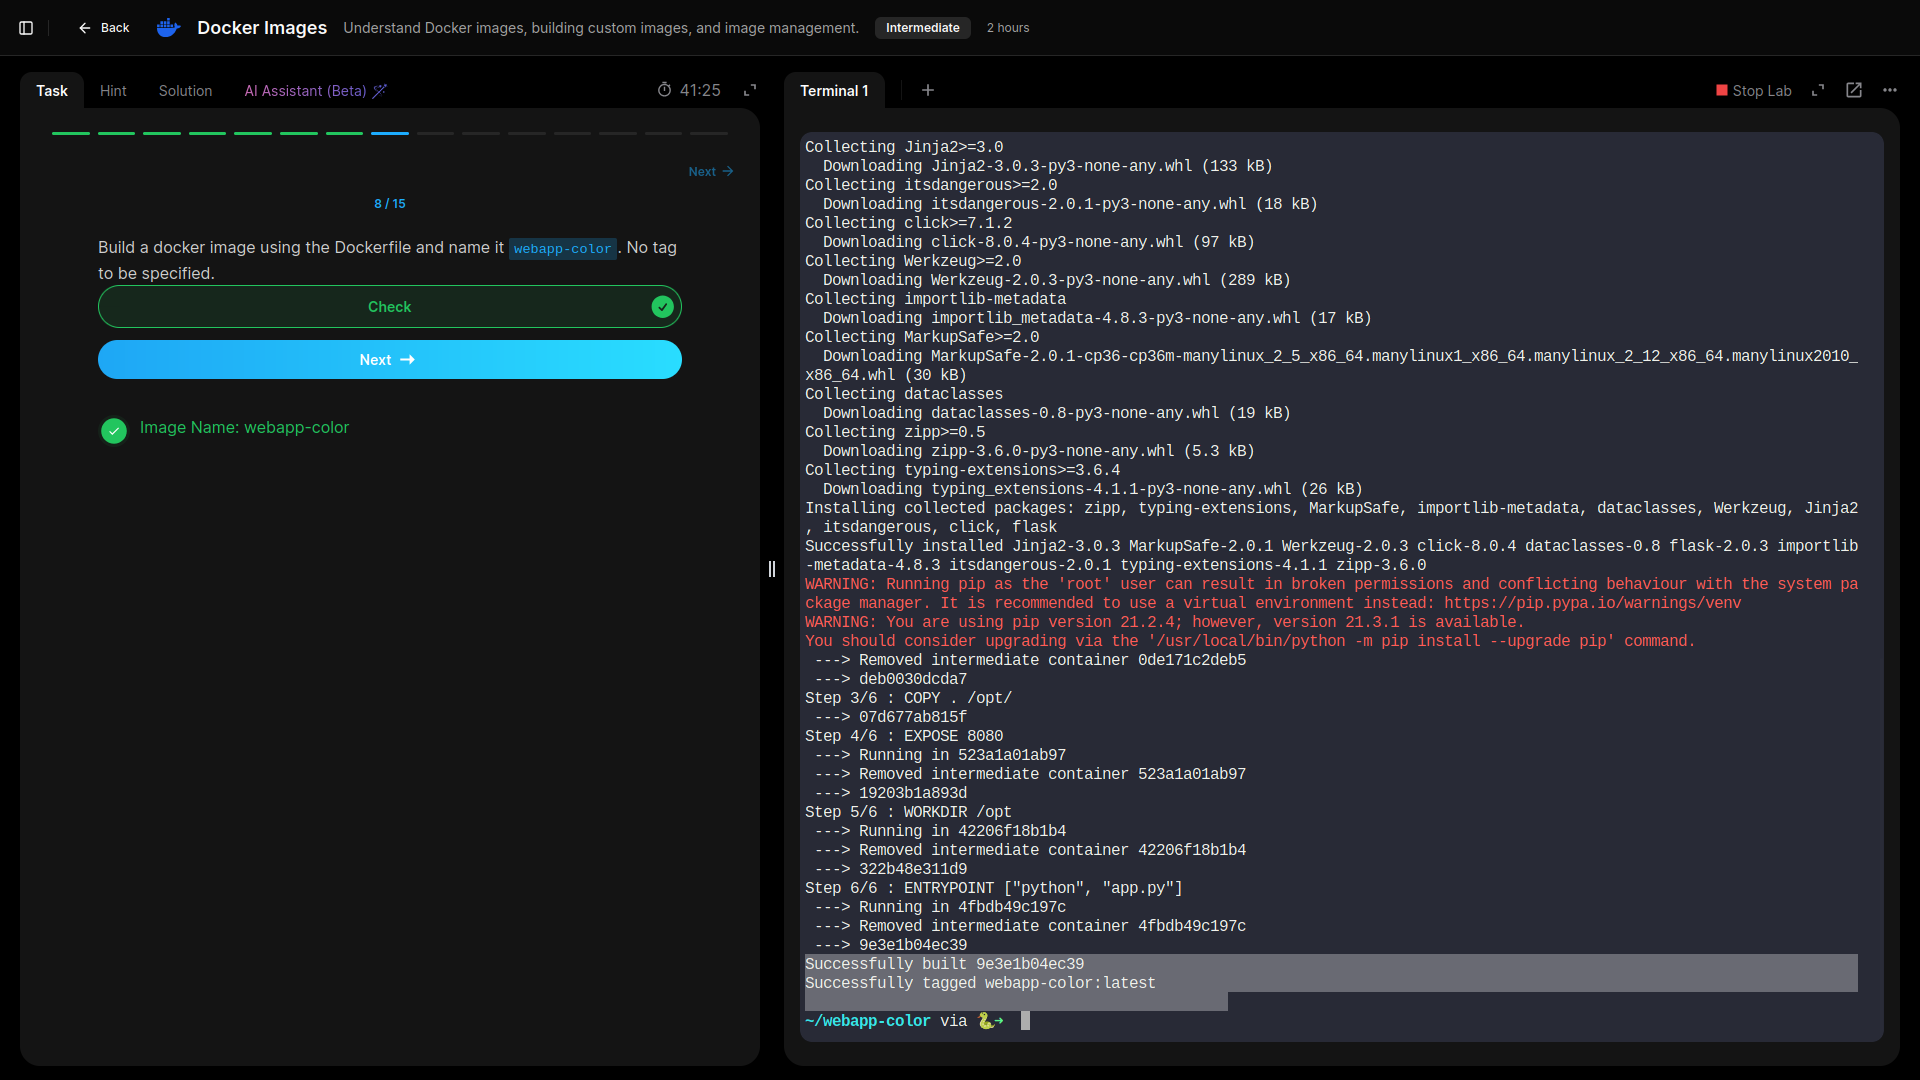 Back
Docker Images
Understand Docker images, building custom images, and image management.
Intermediate
2 hours
Task
Hint
Solution
AI Assistant (Beta)
41:25
Next
8 / 15
Build a docker image using the Dockerfile and name it webapp-color. No tag
to be specified.
Check
Next
Image Name: webapp-color
Terminal 1
Stop Lab
Collecting Jinja2>=3.0
  Downloading Jinja2-3.0.3-py3-none-any.whl (133 kB)
Collecting itsdangerous>=2.0
  Downloading itsdangerous-2.0.1-py3-none-any.whl (18 kB)
Collecting click>=7.1.2
  Downloading click-8.0.4-py3-none-any.whl (97 kB)
Collecting Werkzeug>=2.0
  Downloading Werkzeug-2.0.3-py3-none-any.whl (289 kB)
Collecting importlib-metadata
  Downloading importlib_metadata-4.8.3-py3-none-any.whl (17 kB)
Collecting MarkupSafe>=2.0
  Downloading MarkupSafe-2.0.1-cp36-cp36m-manylinux_2_5_x86_64.manylinux1_x86_64.manylinux_2_12_x86_64.manylinux2010_
x86_64.whl (30 kB)
Collecting dataclasses
  Downloading dataclasses-0.8-py3-none-any.whl (19 kB)
Collecting zipp>=0.5
  Downloading zipp-3.6.0-py3-none-any.whl (5.3 kB)
Collecting typing-extensions>=3.6.4
  Downloading typing_extensions-4.1.1-py3-none-any.whl (26 kB)
Installing collected packages: zipp, typing-extensions, MarkupSafe, importlib-metadata, dataclasses, Werkzeug, Jinja2
, itsdangerous, click, flask
Successfully installed Jinja2-3.0.3 MarkupSafe-2.0.1 Werkzeug-2.0.3 click-8.0.4 dataclasses-0.8 flask-2.0.3 importlib
-metadata-4.8.3 itsdangerous-2.0.1 typing-extensions-4.1.1 zipp-3.6.0
WARNING: Running pip as the 'root' user can result in broken permissions and conflicting behaviour with the system pa
ckage manager. It is recommended to use a virtual environment instead: https://pip.pypa.io/warnings/venv
WARNING: You are using pip version 21.2.4; however, version 21.3.1 is available.
You should consider upgrading via the '/usr/local/bin/python -m pip install --upgrade pip' command.
 ---> Removed intermediate container 0de171c2deb5
 ---> deb0030dcda7
Step 3/6 : COPY . /opt/
 ---> 07d677ab815f
Step 4/6 : EXPOSE 8080
 ---> Running in 523a1a01ab97
 ---> Removed intermediate container 523a1a01ab97
 ---> 19203b1a893d
Step 5/6 : WORKDIR /opt
 ---> Running in 42206f18b1b4
 ---> Removed intermediate container 42206f18b1b4
 ---> 322b48e311d9
Step 6/6 : ENTRYPOINT ["python", "app.py"]
 ---> Running in 4fbdb49c197c
 ---> Removed intermediate container 4fbdb49c197c
 ---> 9e3e1b04ec39
Successfully built 9e3e1b04ec39
Successfully tagged webapp-color:latest
~/webapp-color via 🐍➜